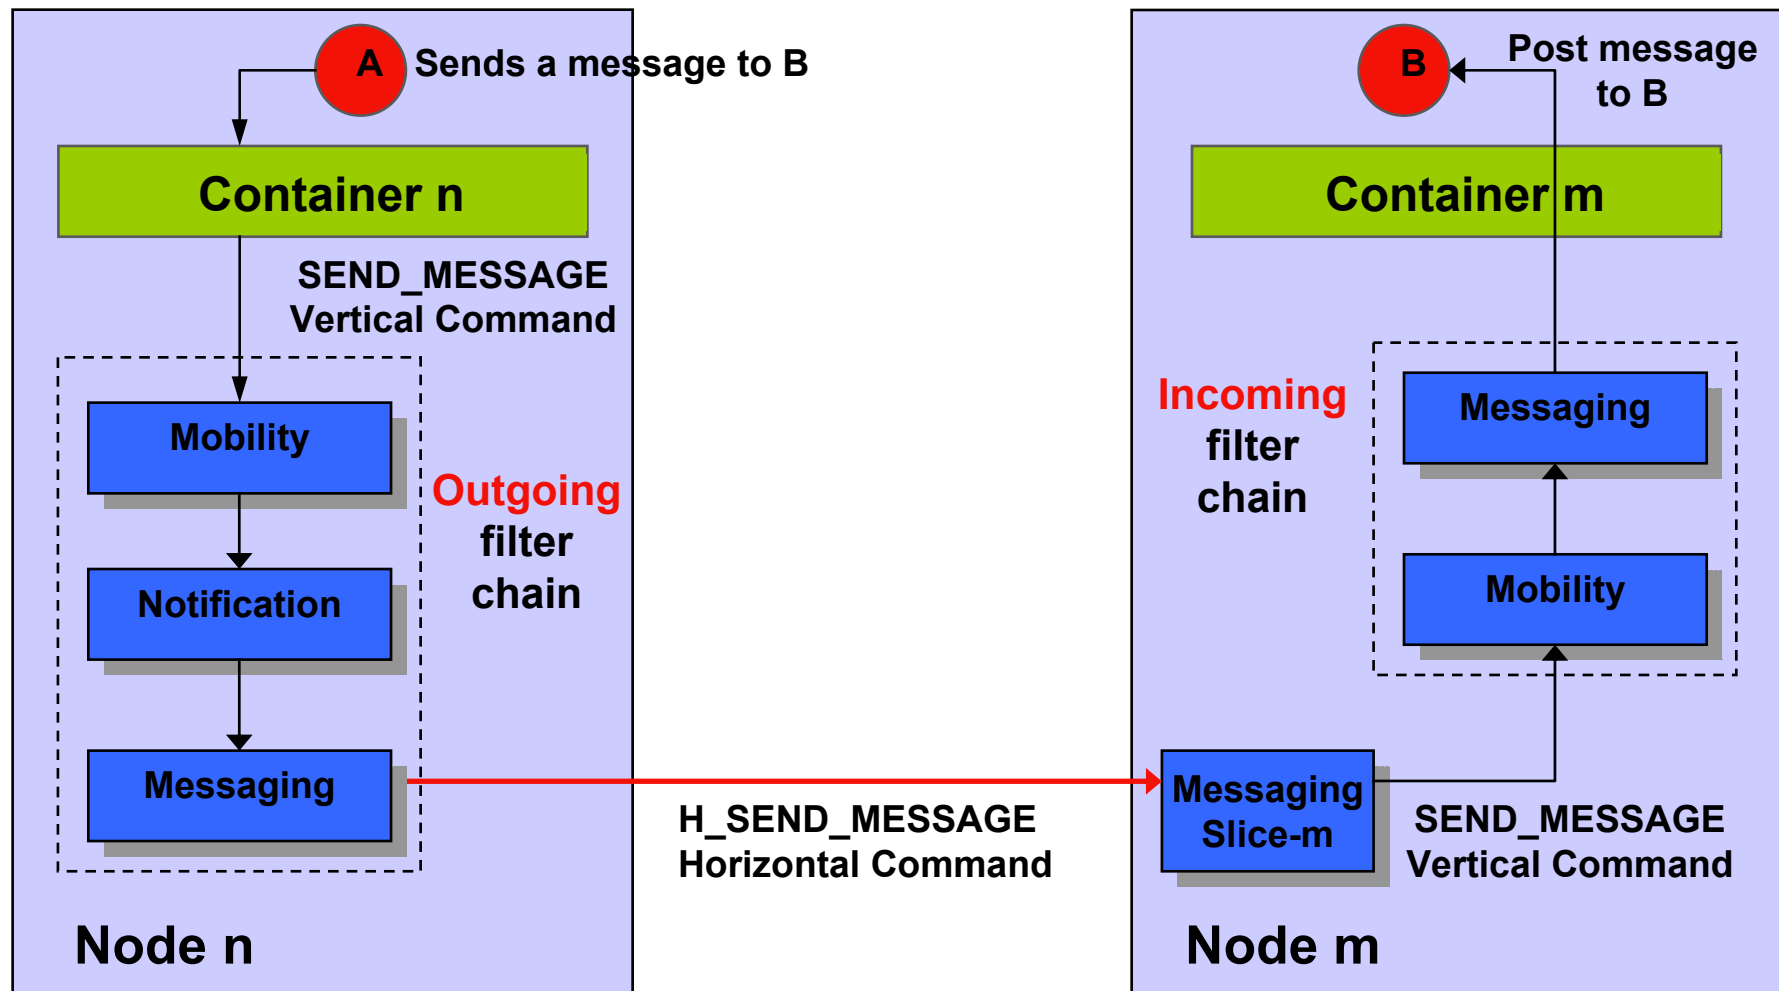 A
Sends a message to B
Container n
SEND_MESSAGE
Vertical Command
Mobility
Outgoing
filter
chain
Notification
Messaging
H_SEND_MESSAGE
Horizontal Command
Node n
B
Post message
to B
Container m
Incoming
filter
chain
Messaging
Mobility
Messaging
Slice-m
SEND_MESSAGE
Vertical Command
Node m